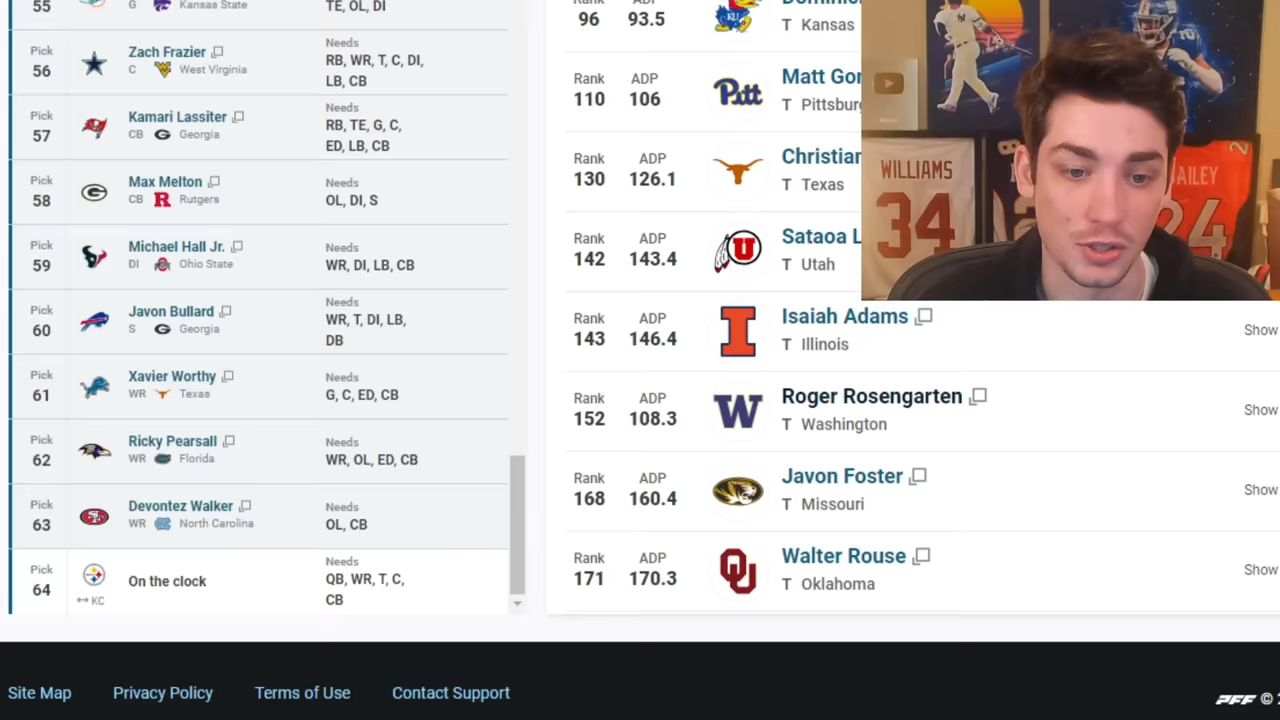 55
G Kansas State
TE, OL, DI
Pick
56
Zach Frazier
C West Virginia
Needs
RB, WR, T, C, DI,
LB, CB
Pick
57
Kamari Lassiter
CB G Georgia
Needs
RB, TE, G, C,
ED, LB, CB
Pick
58
Max Melton
CB R Rutgers
Needs
OL, DI, S
Pick
59
Michael Hall Jr.
DI Ohio State
Needs
WR, DI, LB, CB
Pick
60
Javon Bullard
S G Georgia
Needs
WR, T, DI, LB,
DB
Pick
61
Xavier Worthy
WR Texas
Needs
G, C, ED, CB
Pick
62
Ricky Pearsall
WR Florida
Needs
WR, OL, ED, CB
Pick
63
Devontez Walker
WR North Carolina
Needs
OL, CB
Pick
64
↔ KC
On the clock
Needs
QB, WR, T, C,
CB
Rank ADP
96 93.5
KU
T Kansas
Rank ADP
110 106
Pitt
Matt Gon
T Pittsburg
Rank ADP
130 126.1
Christian
T Texas
Rank ADP
142 143.4
U
Sataoa L
T Utah
Rank ADP
143 146.4
I
Isaiah Adams
T Illinois
Show
Rank ADP
152 108.3
W
Roger Rosengarten
T Washington
Show
Rank ADP
168 160.4
Javon Foster
T Missouri
Show
Rank ADP
171 170.3
OU
Walter Rouse
T Oklahoma
Show
WILLIAMS
34
AILEY
24
Site Map
Privacy Policy
Terms of Use
Contact Support
PFF ©